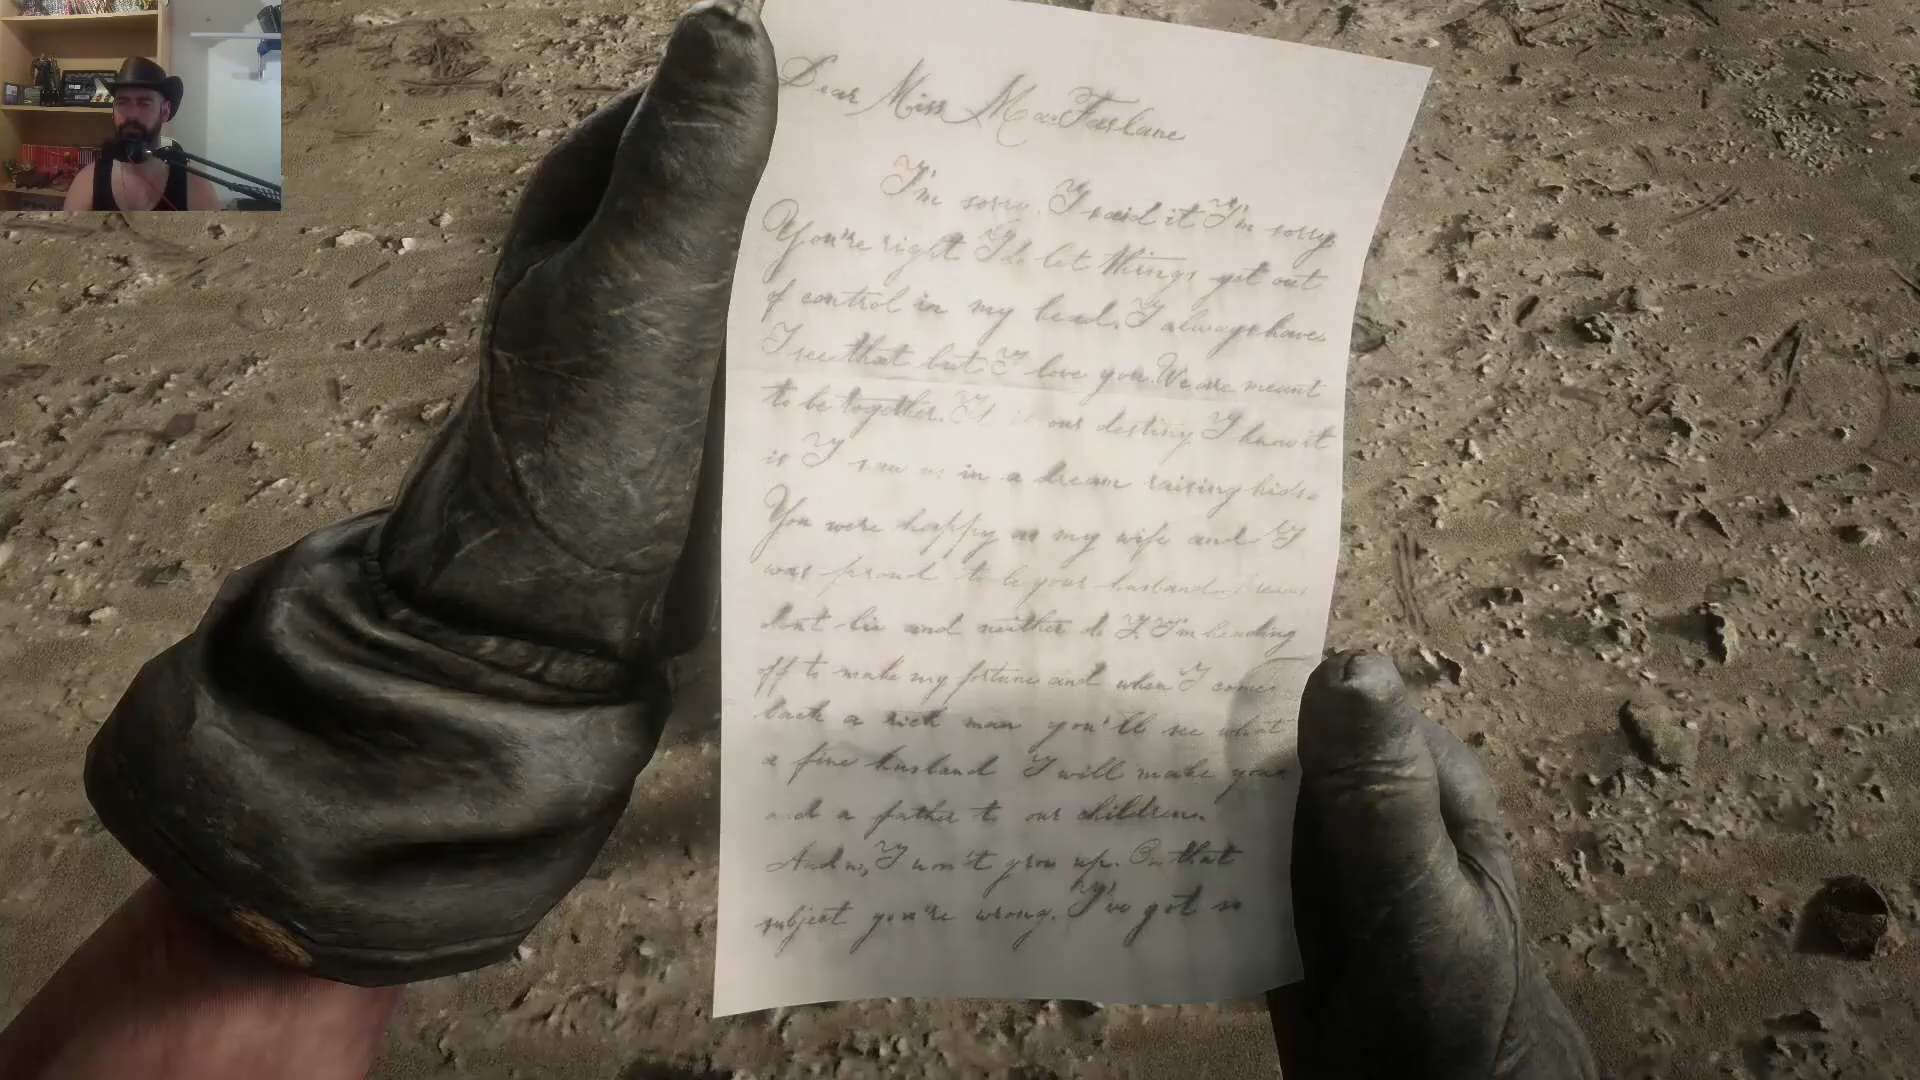 Dear Miss MacFarlane
I'm sorry. I said it I'm sorry
You're right I do let things get out
of control in my head. I always have
I see that but I love you. We are meant
to be together. It is our destiny I know it
is I saw us in a dream raising kids.
You were happy as my wife and I
was proud to be your husband. Dreams
dont lie and neither do I. I'm heading
off to make my fortune and when I come
back a rich man you'll see what
a fine husband I will make you
and a father to our children.
And no, I won't grow up. On that
subject you're wrong. I've got so